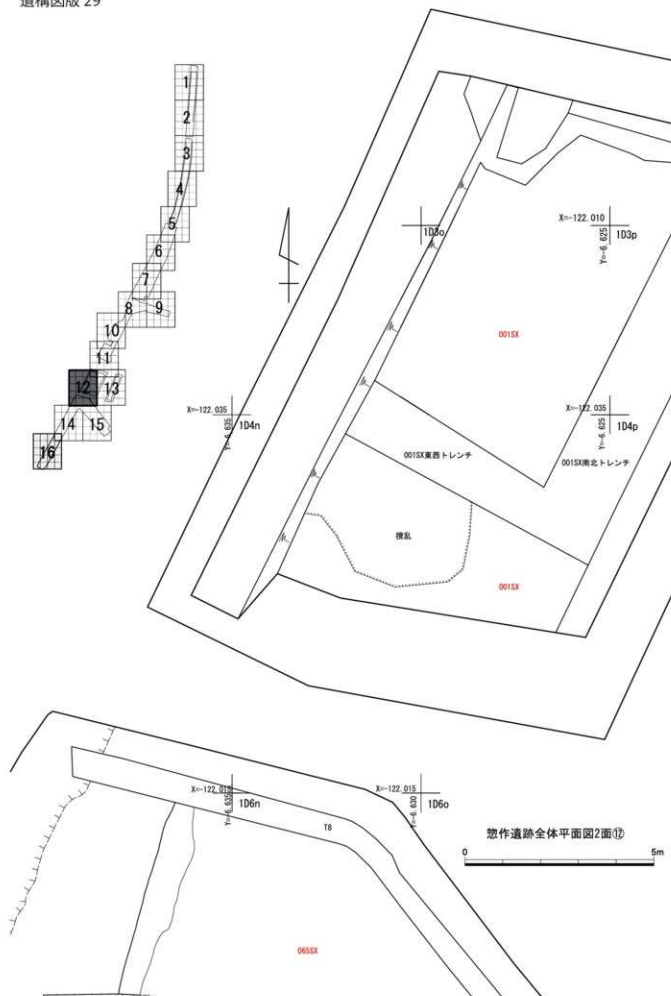 遺構図版 29
1
2
3
4
5
6
7
8
9
10
11
12
13
14
15
16
1D3o
X=-122.010
Y=-6.625
1D3p
001SX
X=-122.035
Y=-6.635
1D4n
X=-122.035
Y=-6.625
1D4p
001SX東西トレンチ
001SX南北トレンチ
撹乱
001SX
X=-122.015
Y=-6.635
1D6n
X=-122.015
Y=-6.630
1D6o
T8
惣作遺跡全体平面図2面⑫
0
5m
065SX